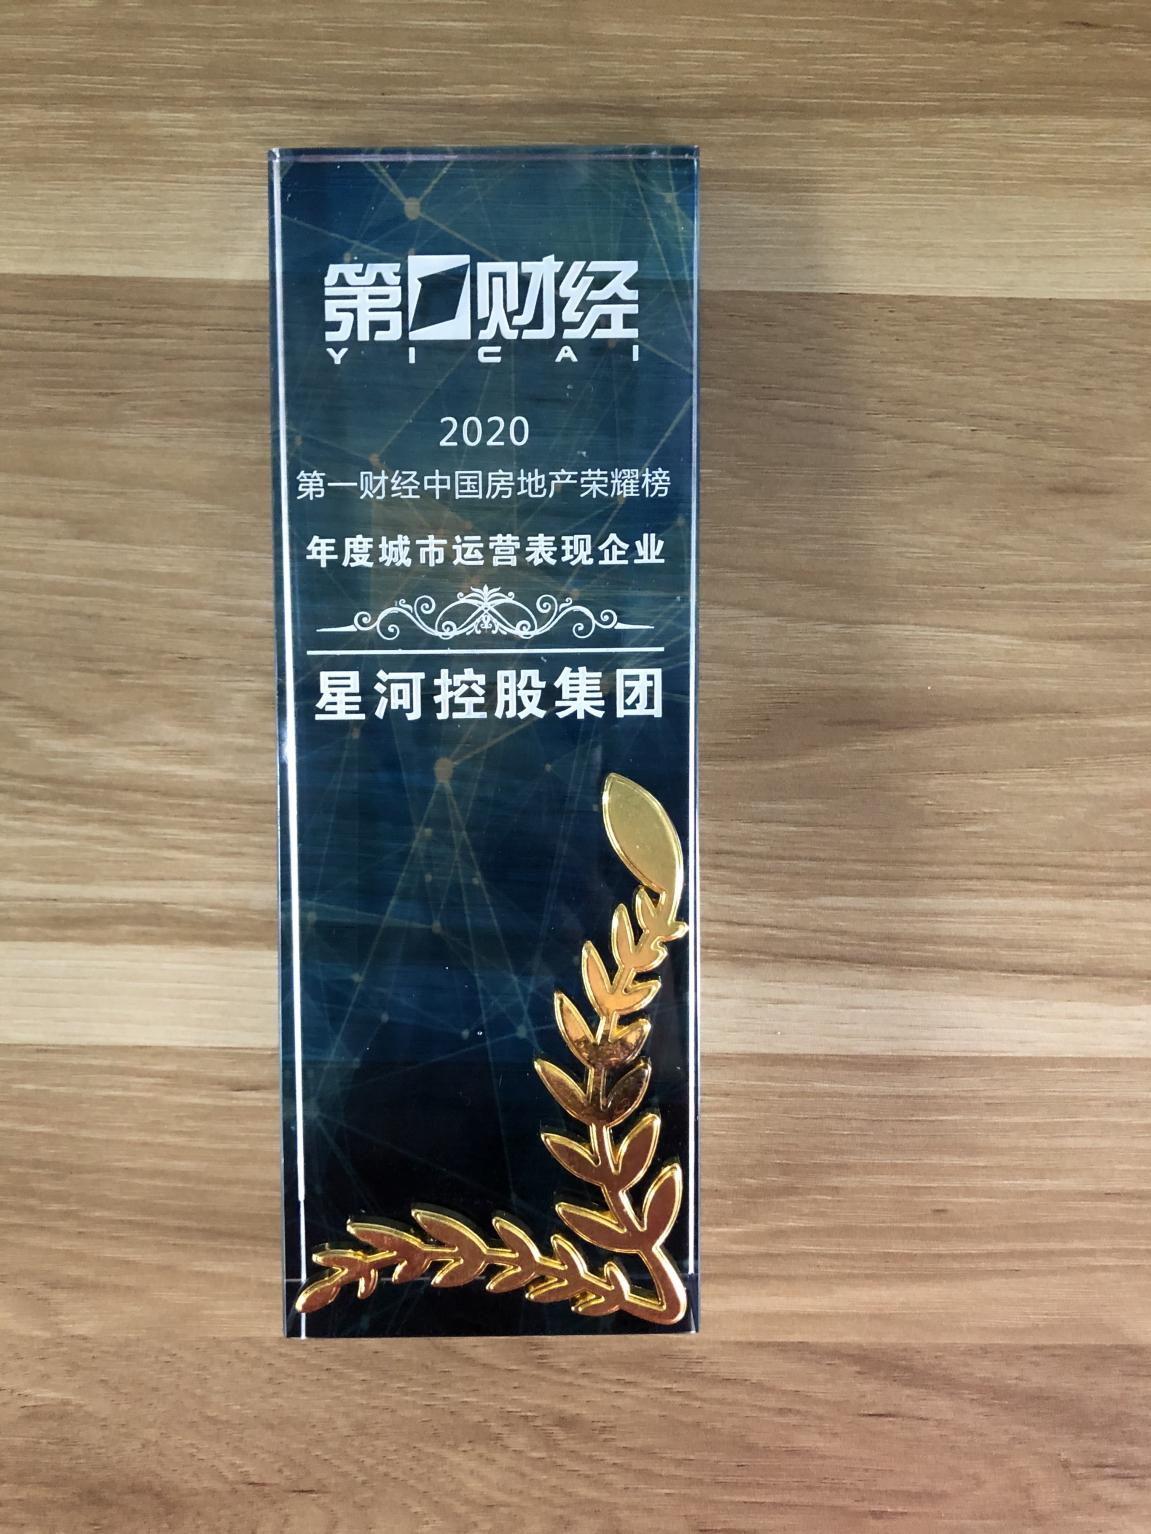 第一财经
YICAI
2020
第一财经中国房地产荣耀榜
年度城市运营表现企业
星河控股集团